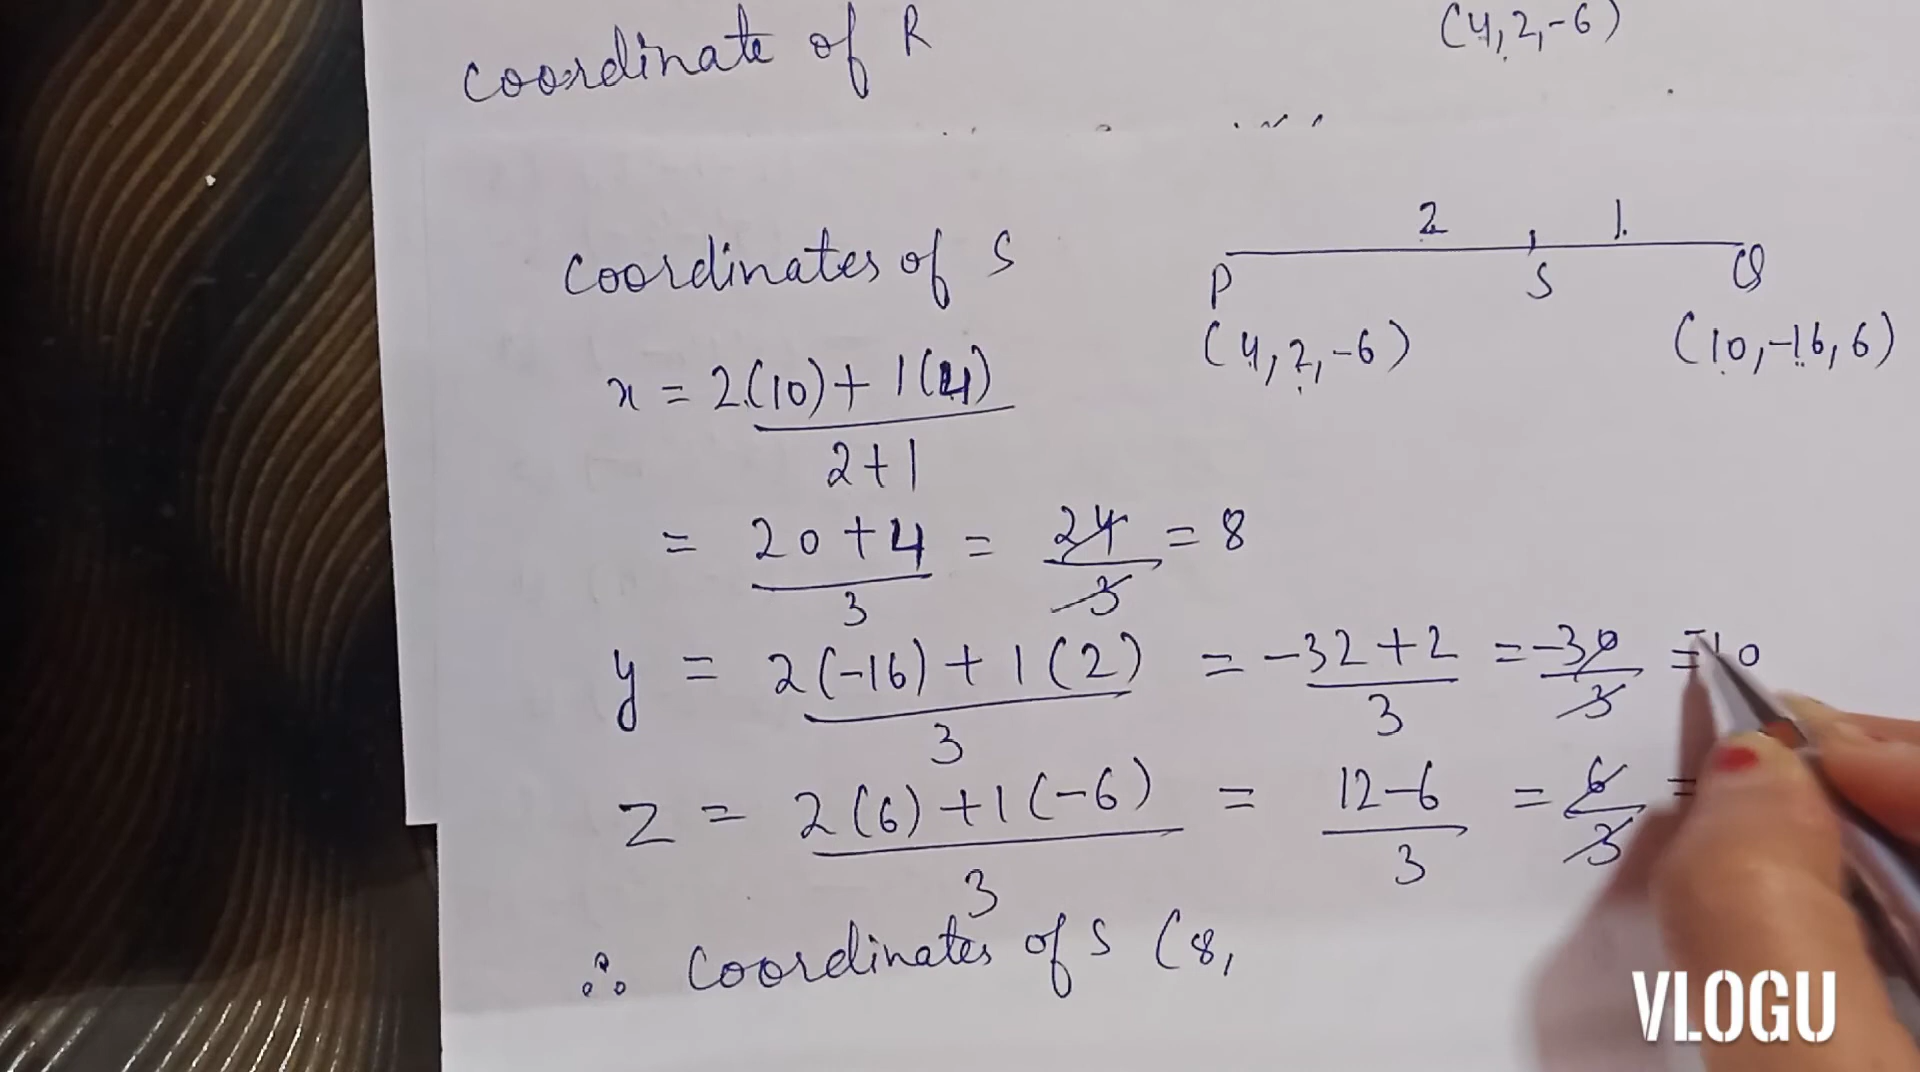 (4,2,-6)
coordinate of R
2 1
coordinates of S
P S Q
(4,2,-6) (10,-16,6)
x = 2(10)+1(4)
2+1
= 20+4 = 24 = 8
3 3
y = 2(-16)+1(2) = -32+2 = -30 = -10
3 3 3
z = 2(6)+1(-6) = 12-6 = 6 =
3 3 3
∴ coordinates of S (8,
VLOGU